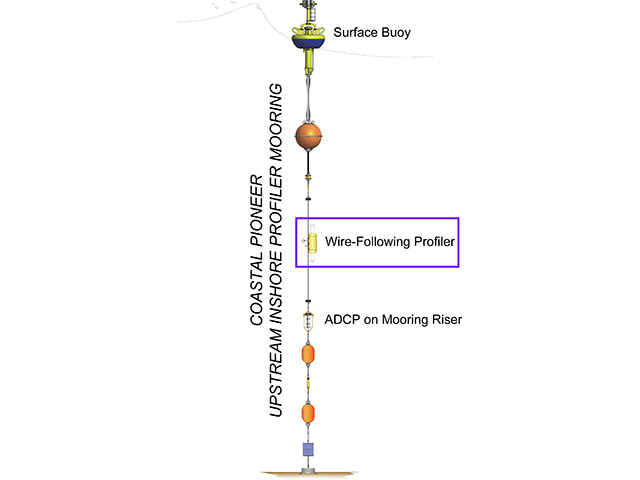 Surface Buoy
COASTAL PIONEER
UPSTREAM INSHORE PROFILER MOORING
Wire-Following Profiler
ADCP on Mooring Riser